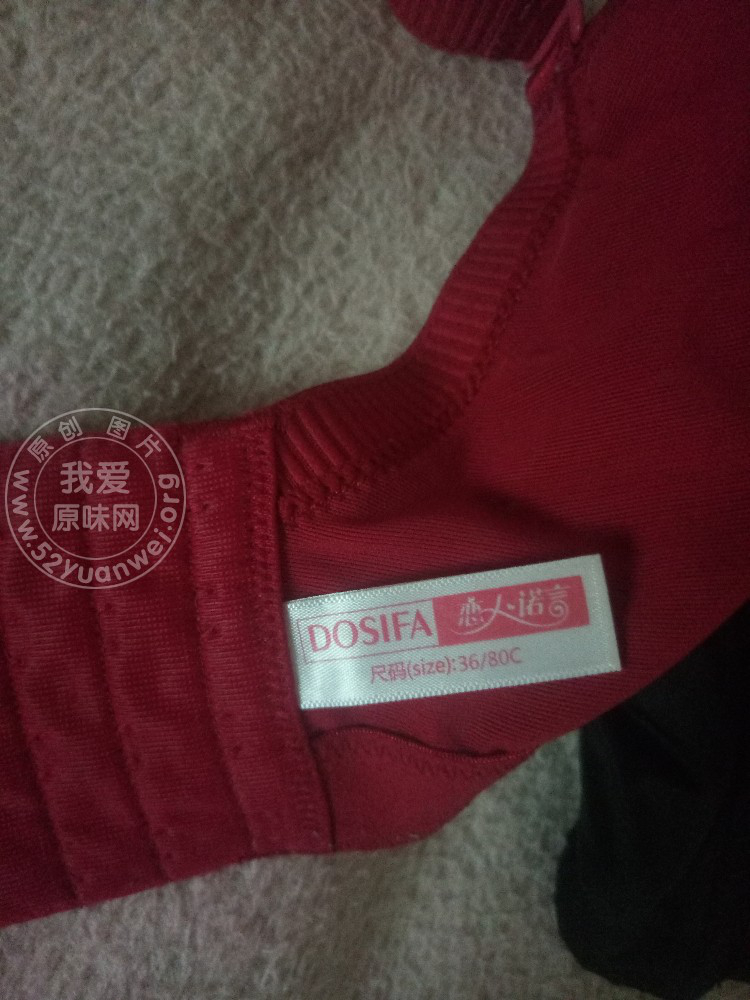 原创图片
我爱
原味网
www.52yuanwei.org
DOSIFA 恋人诺言
尺码(size):36/80C